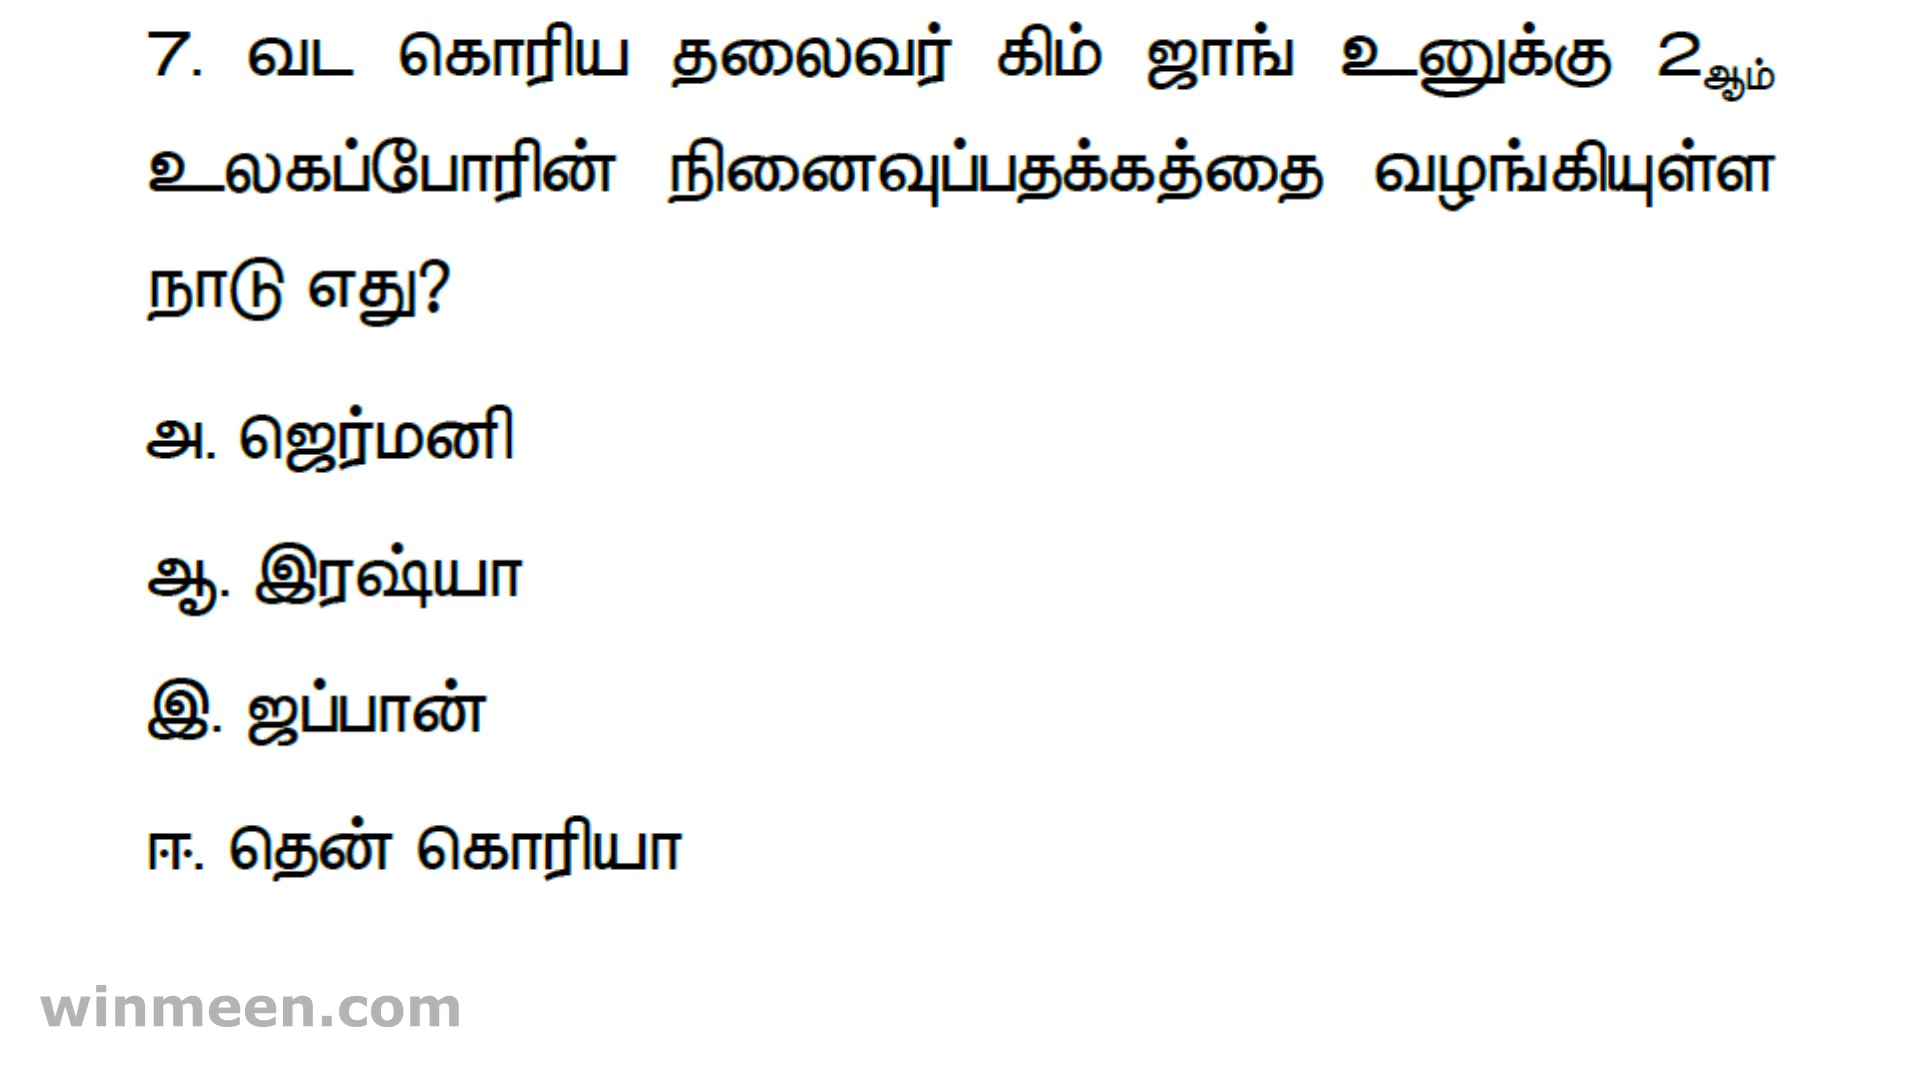 7. வட கொரிய தலைவர் கிம் ஜாங் உனுக்கு 2ஆம்
உலகப்போரின் நினைவுப்பதக்கத்தை வழங்கியுள்ள
நாடு எது?
அ. ஜெர்மனி
ஆ. இரஷ்யா
இ. ஜப்பான்
ஈ. தென் கொரியா
winmeen.com